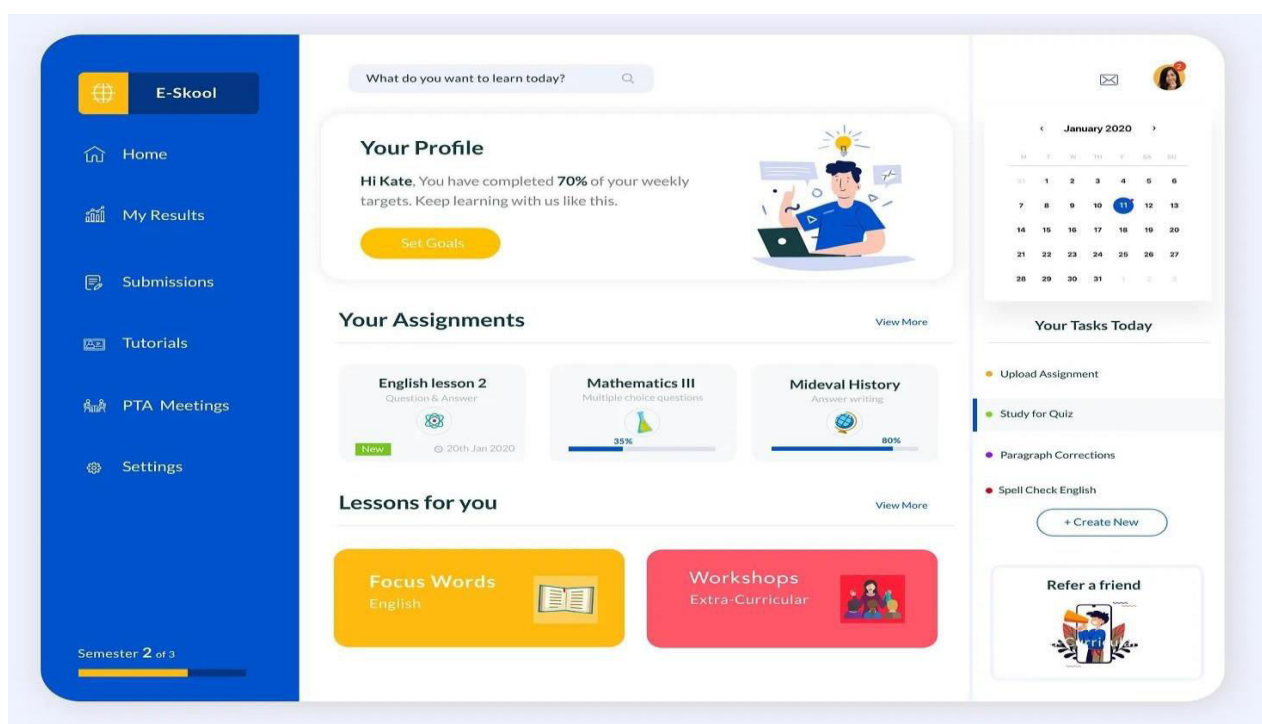 E-Skool
Home
My Results
Submissions
Tutorials
PTA Meetings
Settings
Semester 2 of 3
What do you want to learn today?
Your Profile
Hi Kate, You have completed 70% of your weekly
targets. Keep learning with us like this.
Set Goals
Your Assignments
View More
English lesson 2
Question & Answer
New
20th Jan 2020
Mathematics III
Multiple choice questions
35%
Mideval History
Answer writing
80%
Lessons for you
View More
Focus Words
English
Workshops
Extra-Curricular
2
‹ January 2020 ›
M T W TH F SA SU
31 1 2 3 4 5 6
7 8 9 10 11 12 13
14 15 16 17 18 19 20
21 22 23 24 25 26 27
28 29 30 31 1 2 3
Your Tasks Today
Upload Assignment
Study for Quiz
Paragraph Corrections
Spell Check English
+ Create New
Refer a friend